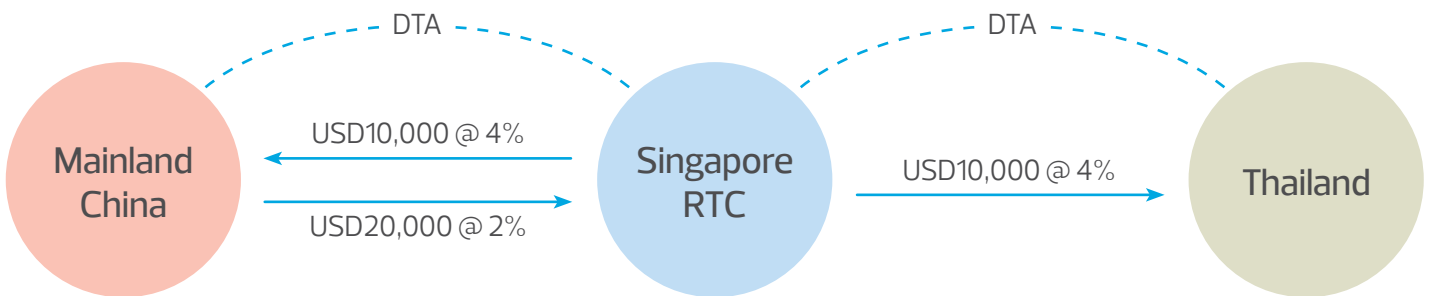 DTA
DTA
USD10,000 @ 4%
Mainland
China
USD20,000 @ 2%
Singapore
RTC
USD10,000 @ 4%
Thailand